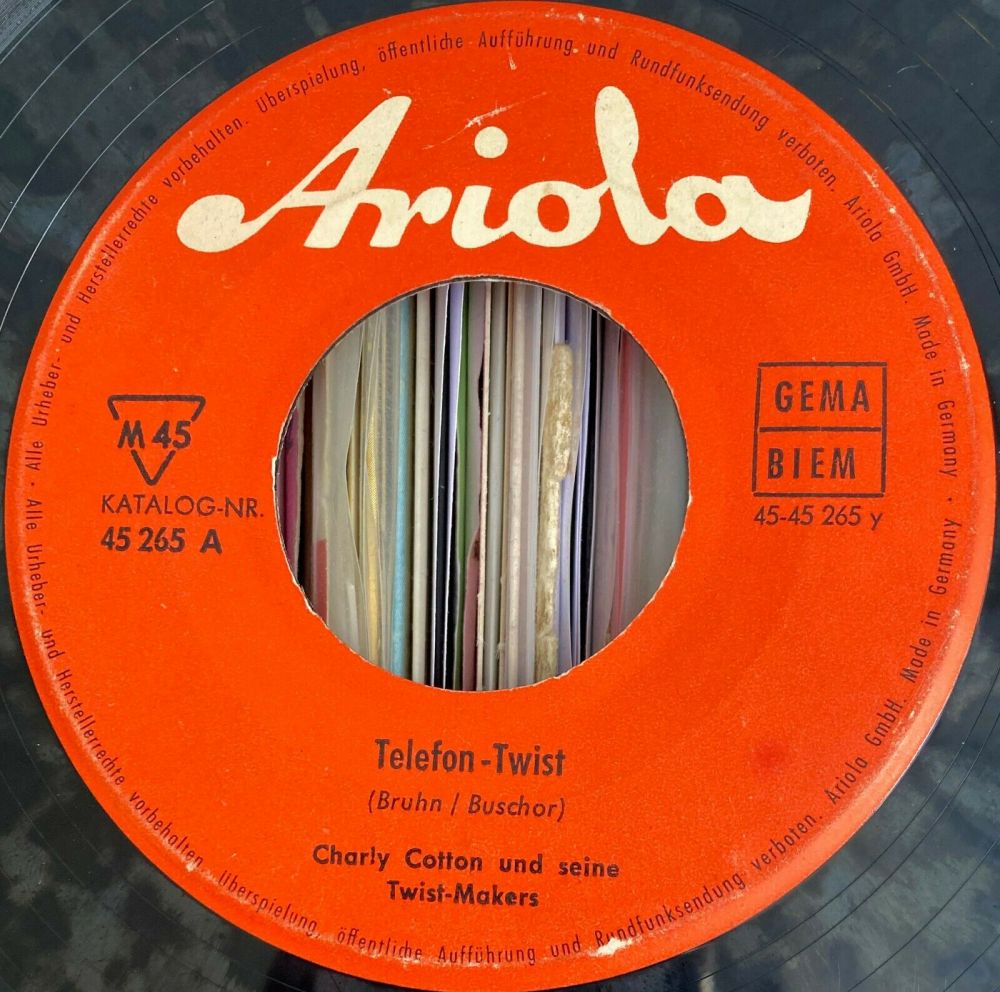 Alle Urheber- und Herstellerrechte vorbehalten. Überspielung, öffentliche Aufführung und Rundfunksendung verboten. Ariola GmbH. Made in Germany •
Ariola
M 45
KATALOG-NR.
45 265 A
GEMA
BIEM
45-45 265 y
Telefon-Twist
(Bruhn / Buschor)
Charly Cotton und seine
Twist-Makers
Alle Urheber- und Herstellerrechte vorbehalten. Überspielung, öffentliche Aufführung und Rundfunksendung verboten. Ariola GmbH. Made in Germany •